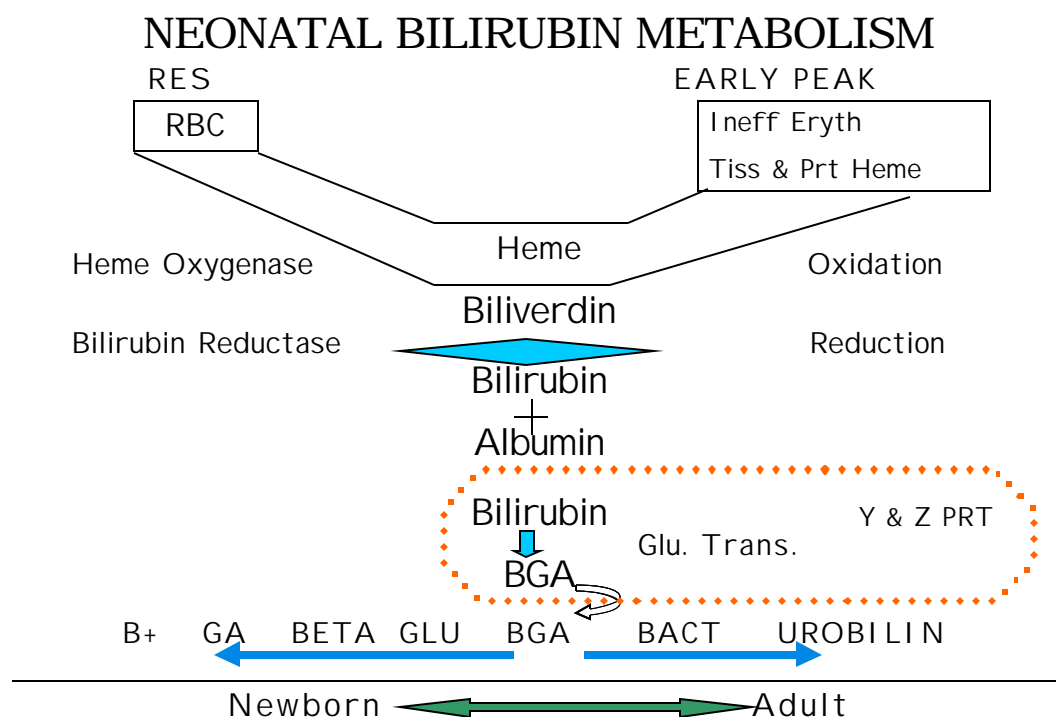 NEONATAL BILIRUBIN METABOLISM
RES EARLY PEAK
RBC
Ineff Eryth
Tiss & Prt Heme
Heme
Heme Oxygenase Oxidation
Biliverdin
Bilirubin Reductase Reduction
Bilirubin
+
Albumin
Bilirubin
Y & Z PRT
Glu. Trans.
BGA
B+ GA BETA GLU BGA BACT UROBILIN
Newborn Adult